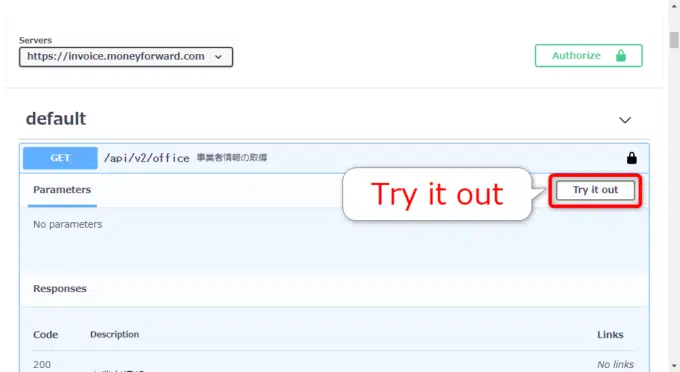 Servers
https://invoice.moneyforward.com
Authorize
default
GET /api/v2/office 事業者情報の取得
Parameters
Try it out
Try it out
No parameters
Responses
Code Description Links
200 No links